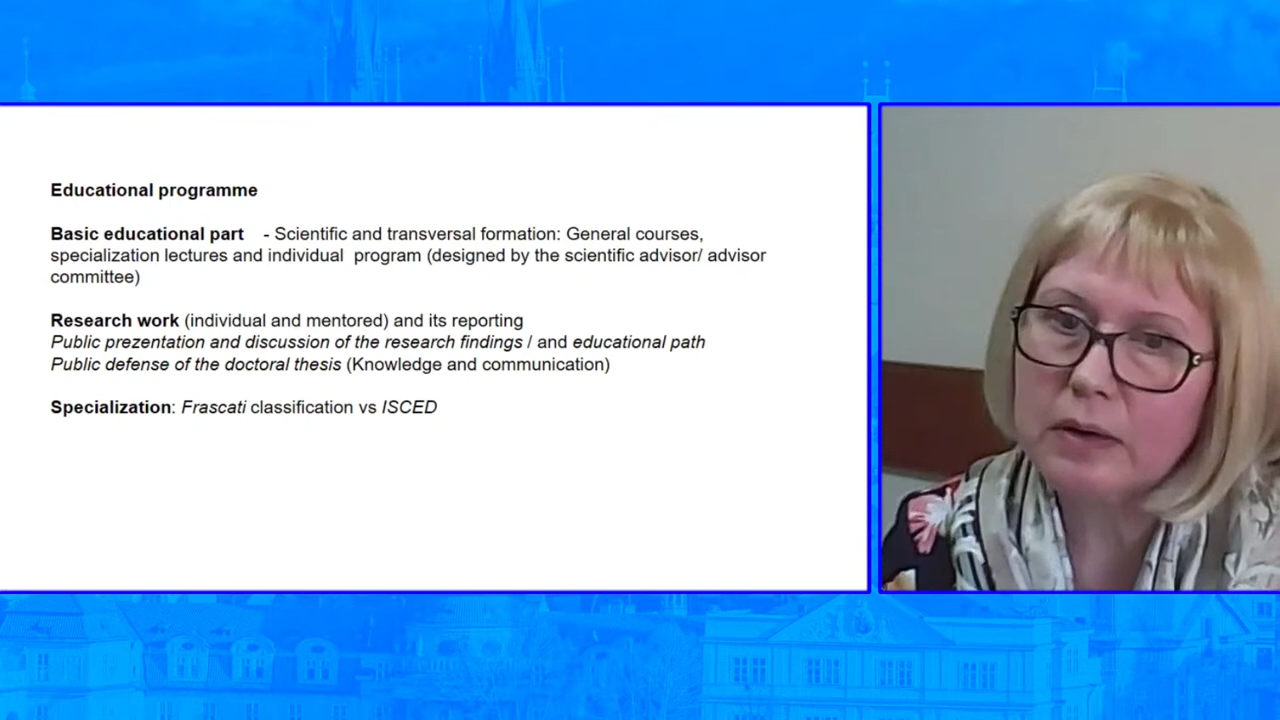 Educational programme
Basic educational part - Scientific and transversal formation: General courses,
specialization lectures and individual program (designed by the scientific advisor/ advisor
committee)
Research work (individual and mentored) and its reporting
Public prezentation and discussion of the research findings / and educational path
Public defense of the doctoral thesis (Knowledge and communication)
Specialization: Frascati classification vs ISCED